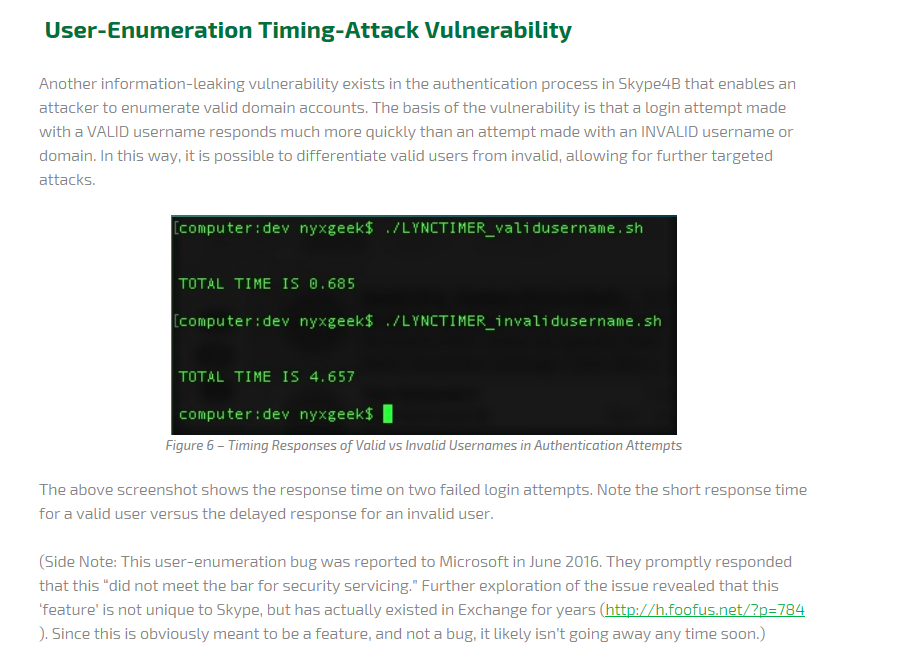 User-Enumeration Timing-Attack Vulnerability
Another information-leaking vulnerability exists in the authentication process in Skype4B that enables an
attacker to enumerate valid domain accounts. The basis of the vulnerability is that a login attempt made
with a VALID username responds much more quickly than an attempt made with an INVALID username or
domain. In this way, it is possible to differentiate valid users from invalid, allowing for further targeted
attacks.
[computer:dev nyxgeek$ ./LYNCTIMER_validusername.sh
TOTAL TIME IS 0.685
[computer:dev nyxgeek$ ./LYNCTIMER_invalidusername.sh
TOTAL TIME IS 4.657
computer:dev nyxgeek$
Figure 6 – Timing Responses of Valid vs Invalid Usernames in Authentication Attempts
The above screenshot shows the response time on two failed login attempts. Note the short response time
for a valid user versus the delayed response for an invalid user.
(Side Note: This user-enumeration bug was reported to Microsoft in June 2016. They promptly responded
that this “did not meet the bar for security servicing.” Further exploration of the issue revealed that this
‘feature’ is not unique to Skype, but has actually existed in Exchange for years (http://h.foofus.net/?p=784
). Since this is obviously meant to be a feature, and not a bug, it likely isn’t going away any time soon.)